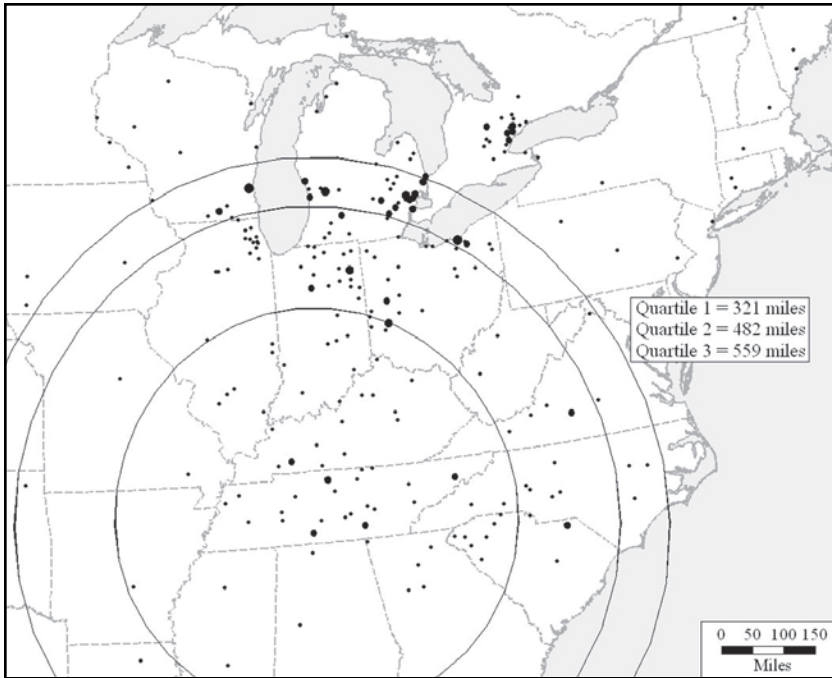 Quartile 1 = 321 miles
Quartile 2 = 482 miles
Quartile 3 = 559 miles
0 50 100 150
Miles